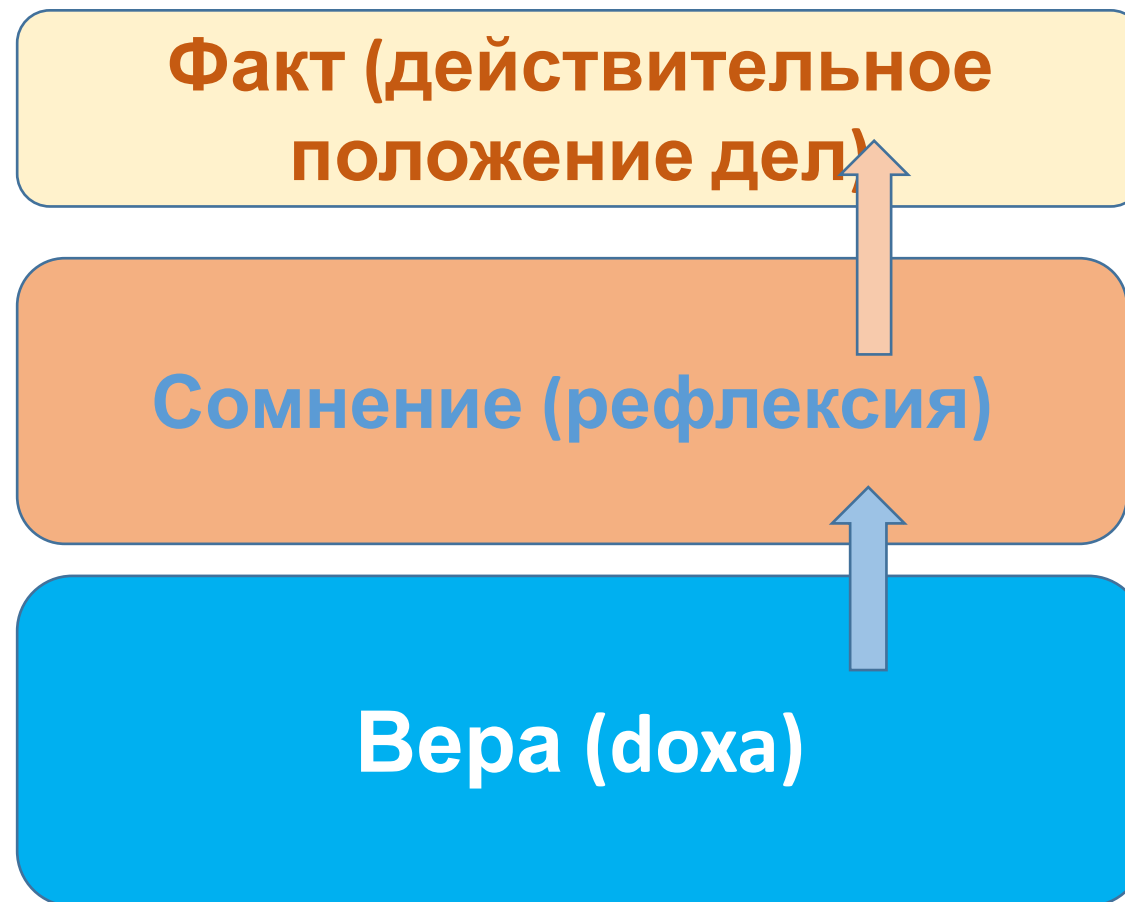 Факт (действительное
положение дел)
Сомнение (рефлексия)
Вера (doxa)